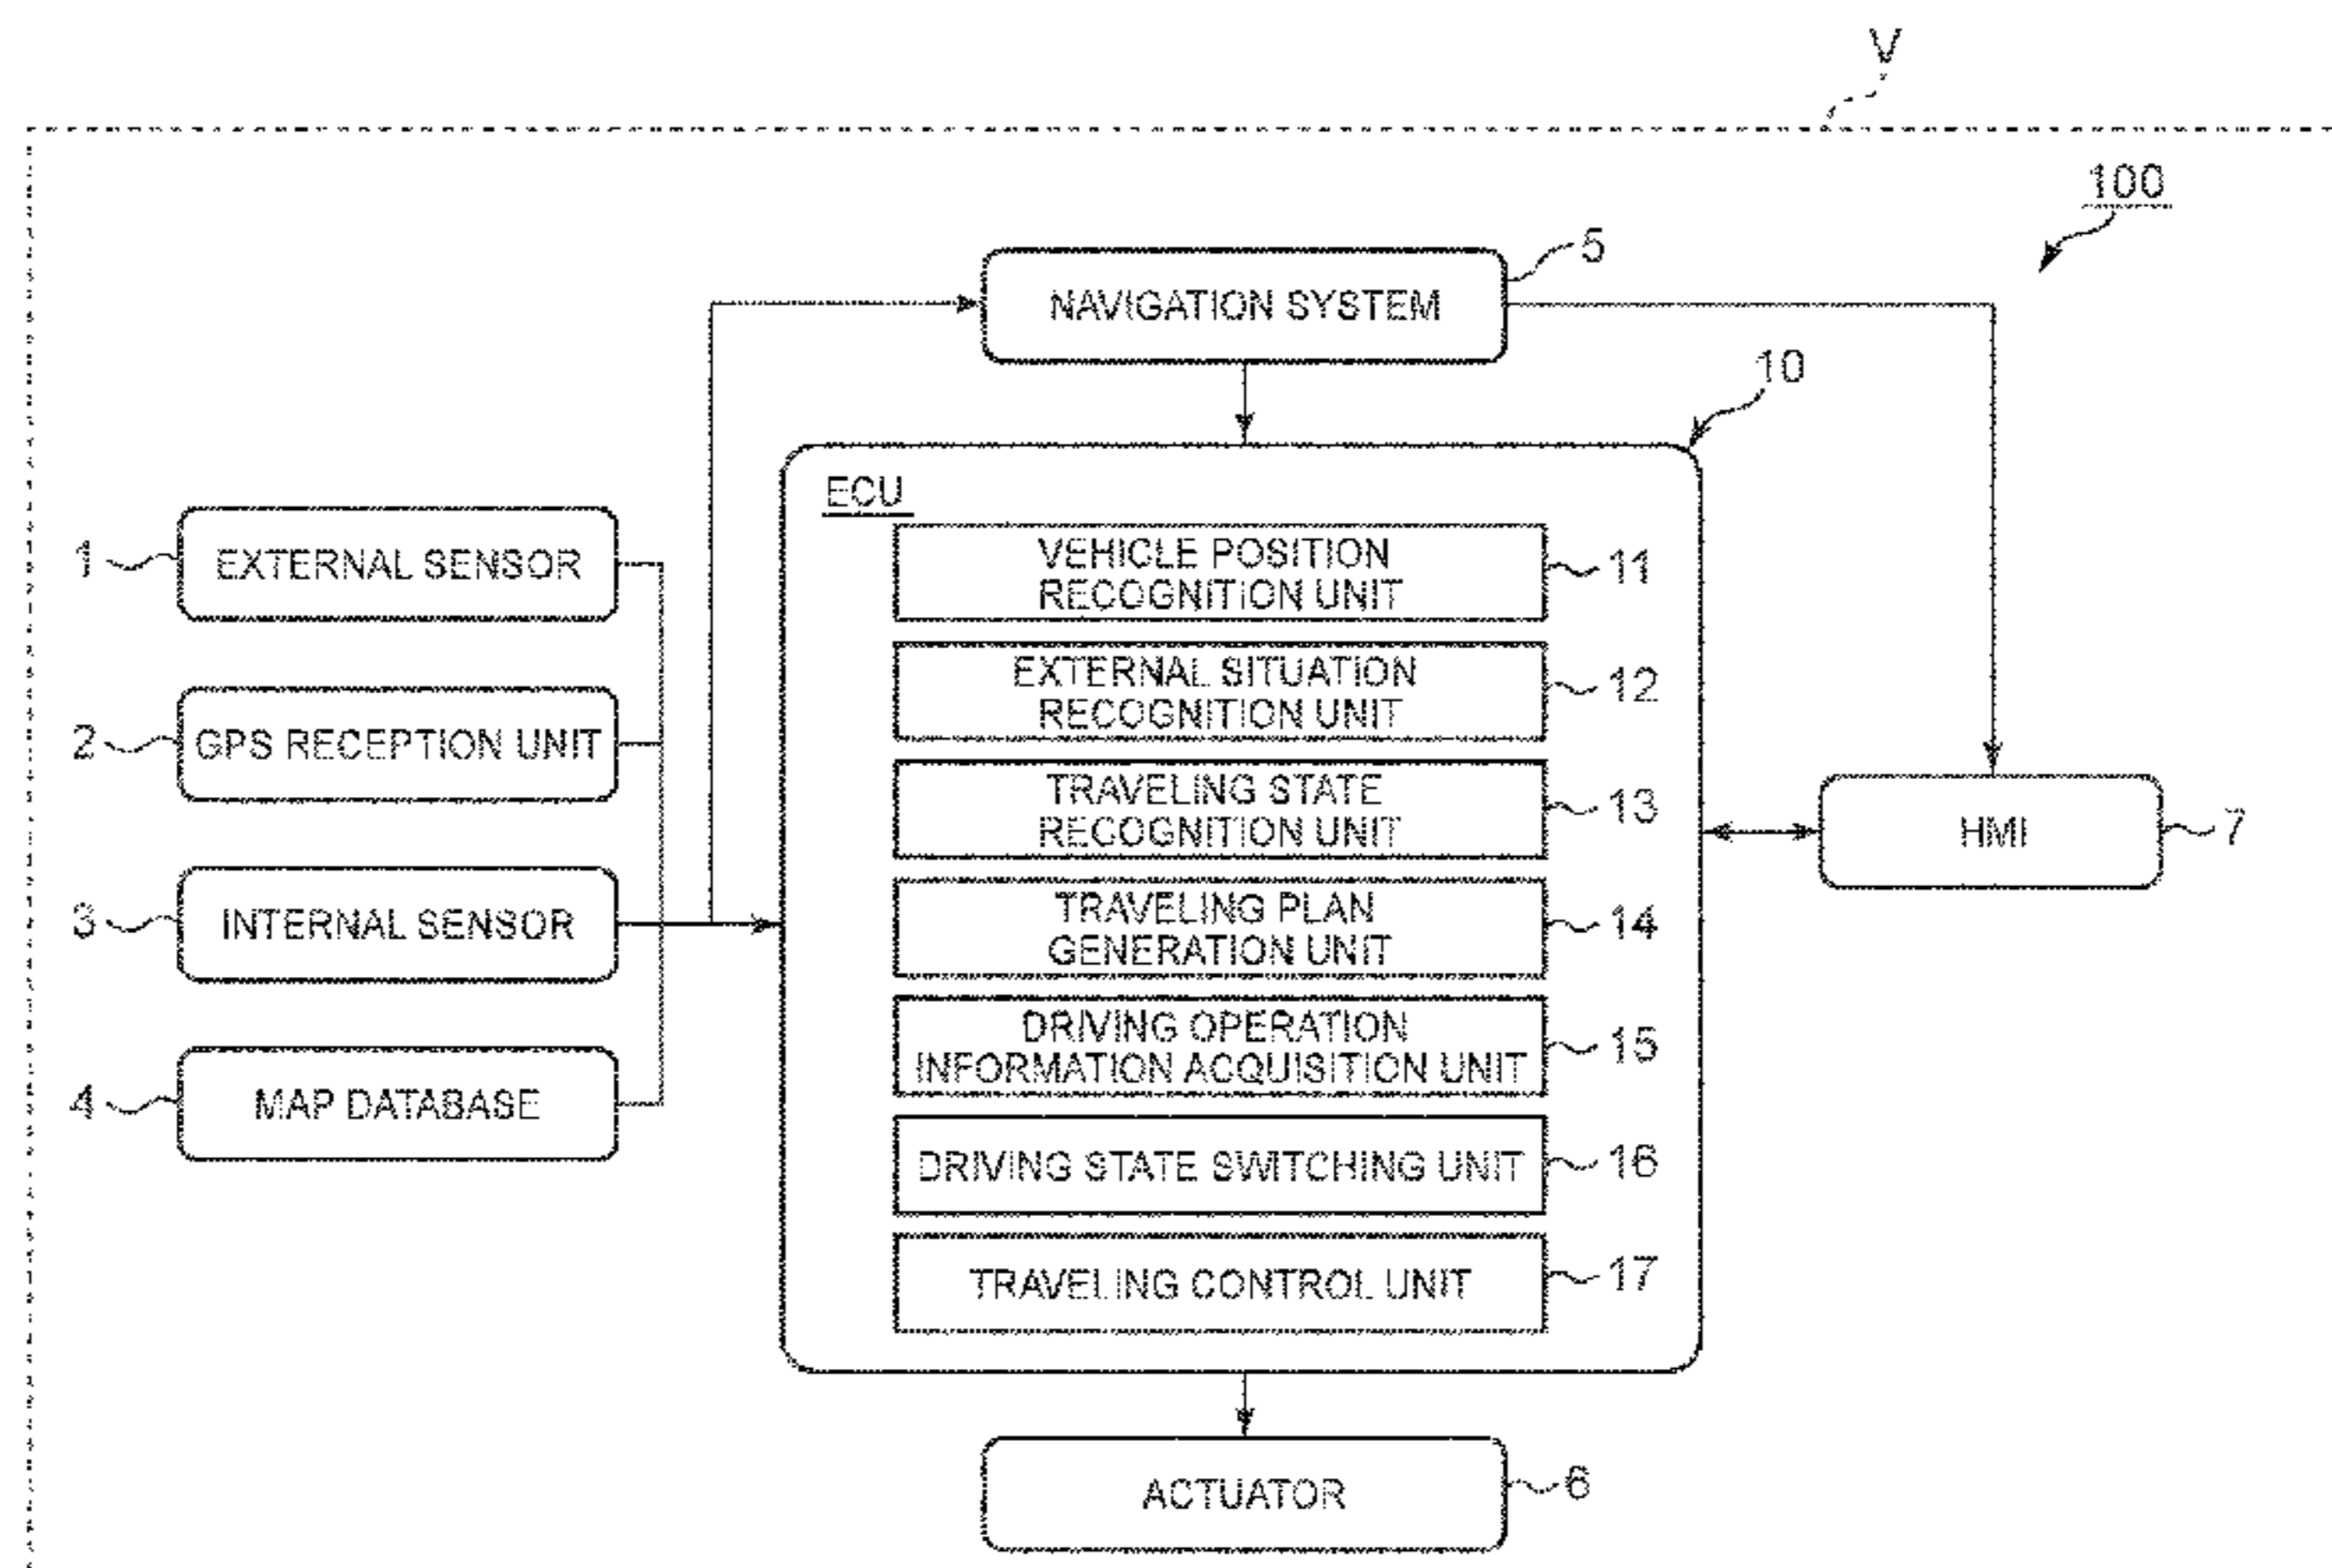 V
100
5
NAVIGATION SYSTEM
10
ECU
1
EXTERNAL SENSOR
VEHICLE POSITION
RECOGNITION UNIT
11
EXTERNAL SITUATION
RECOGNITION UNIT
12
2
GPS RECEPTION UNIT
TRAVELING STATE
RECOGNITION UNIT
13
HMI
7
3
INTERNAL SENSOR
TRAVELING PLAN
GENERATION UNIT
14
DRIVING OPERATION
INFORMATION ACQUISITION UNIT
15
4
MAP DATABASE
DRIVING STATE SWITCHING UNIT
16
TRAVELING CONTROL UNIT
17
ACTUATOR
6